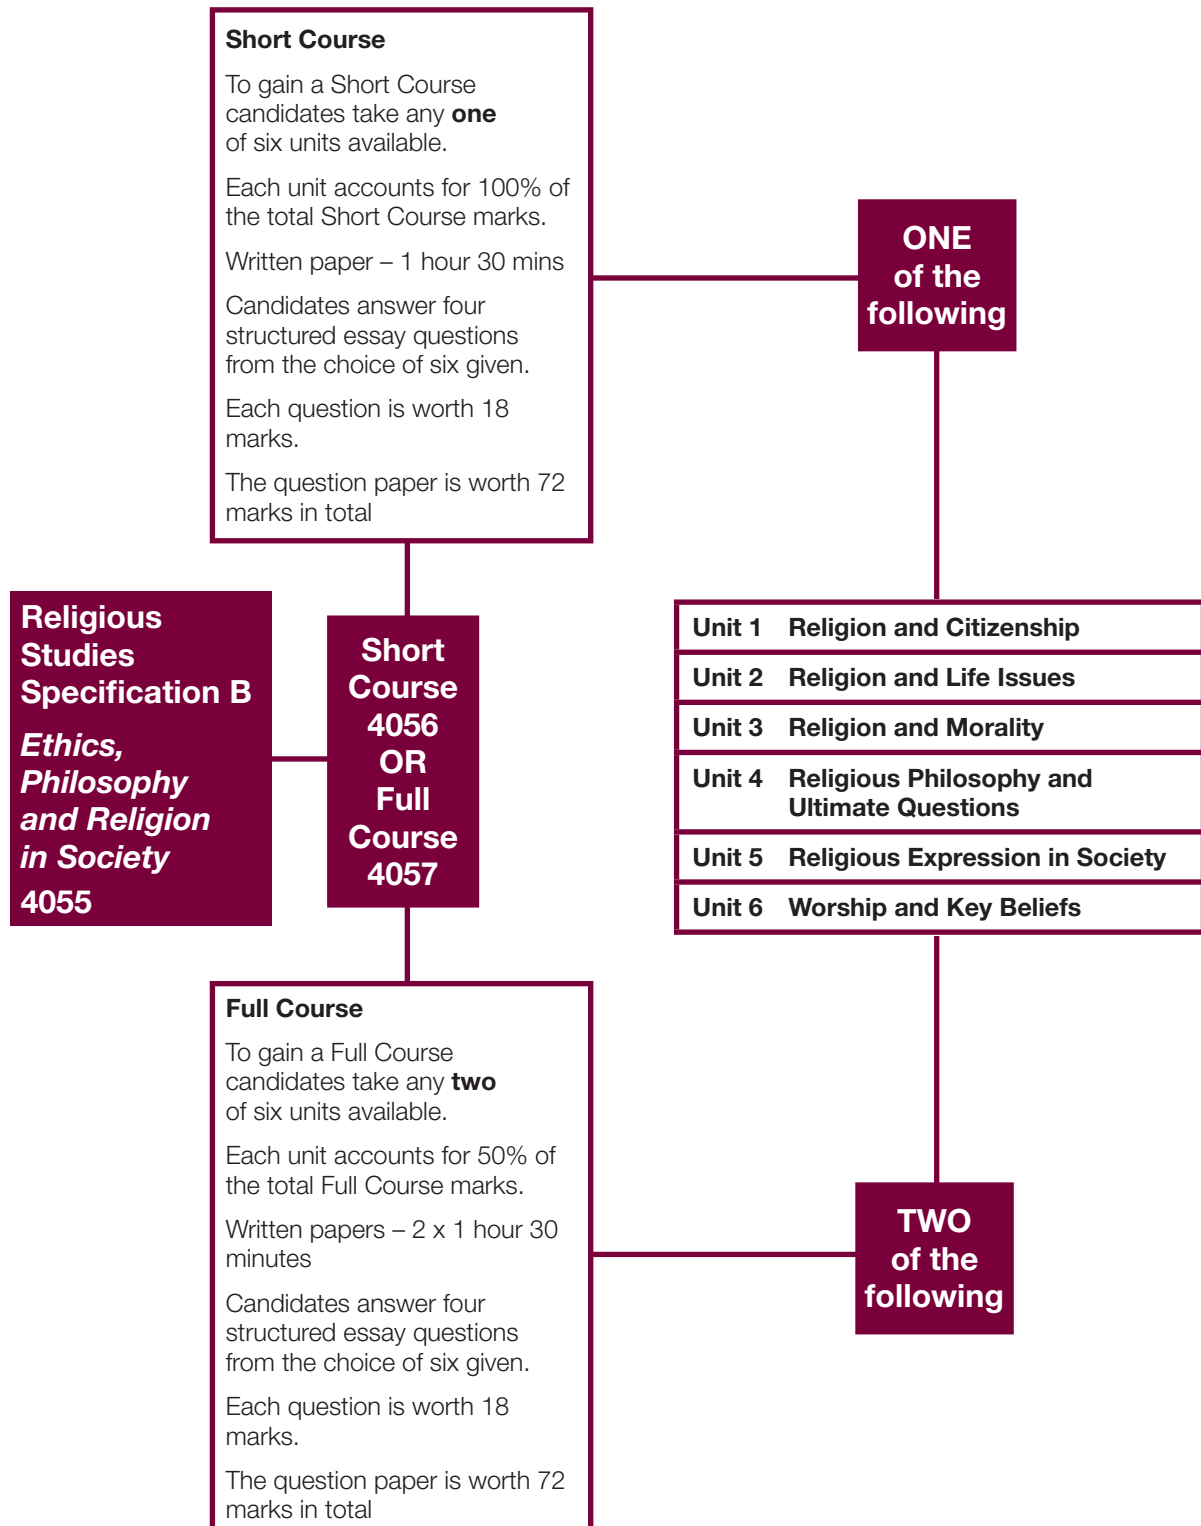 Short Course
To gain a Short Course
candidates take any one
of six units available.
Each unit accounts for 100% of
the total Short Course marks.
Written paper – 1 hour 30 mins
Candidates answer four
structured essay questions
from the choice of six given.
Each question is worth 18
marks.
The question paper is worth 72
marks in total
ONE
of the
following
Religious
Studies
Specification B
Ethics,
Philosophy
and Religion
in Society
4055
Short
Course
4056
OR
Full
Course
4057
Unit 1 Religion and Citizenship
Unit 2 Religion and Life Issues
Unit 3 Religion and Morality
Unit 4 Religious Philosophy and
Ultimate Questions
Unit 5 Religious Expression in Society
Unit 6 Worship and Key Beliefs
Full Course
To gain a Full Course
candidates take any two
of six units available.
Each unit accounts for 50% of
the total Full Course marks.
Written papers – 2 x 1 hour 30
minutes
Candidates answer four
structured essay questions
from the choice of six given.
Each question is worth 18
marks.
The question paper is worth 72
marks in total
TWO
of the
following